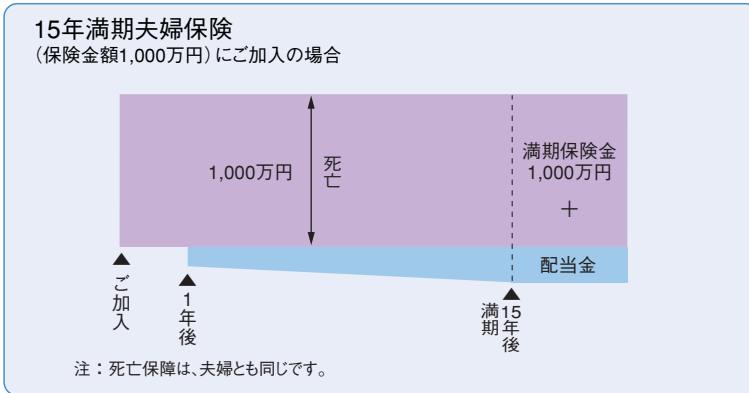 15年満期夫婦保険
（保険金額1,000万円）にご加入の場合
1,000万円
死亡
満期保険金
1,000万円
＋
配当金
▲
ご加入
▲
1年後
▲
15年後
満期
注：死亡保障は、夫婦とも同じです。